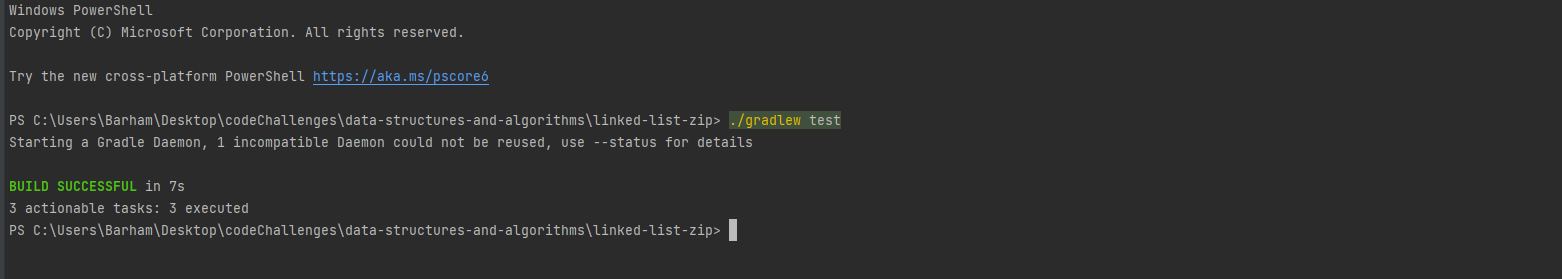 Windows PowerShell
Copyright (C) Microsoft Corporation. All rights reserved.
Try the new cross-platform PowerShell https://aka.ms/pscore6
PS C:\Users\Barham\Desktop\codeChallenges\data-structures-and-algorithms\linked-list-zip> ./gradlew test
Starting a Gradle Daemon, 1 incompatible Daemon could not be reused, use --status for details
BUILD SUCCESSFUL in 7s
3 actionable tasks: 3 executed
PS C:\Users\Barham\Desktop\codeChallenges\data-structures-and-algorithms\linked-list-zip>